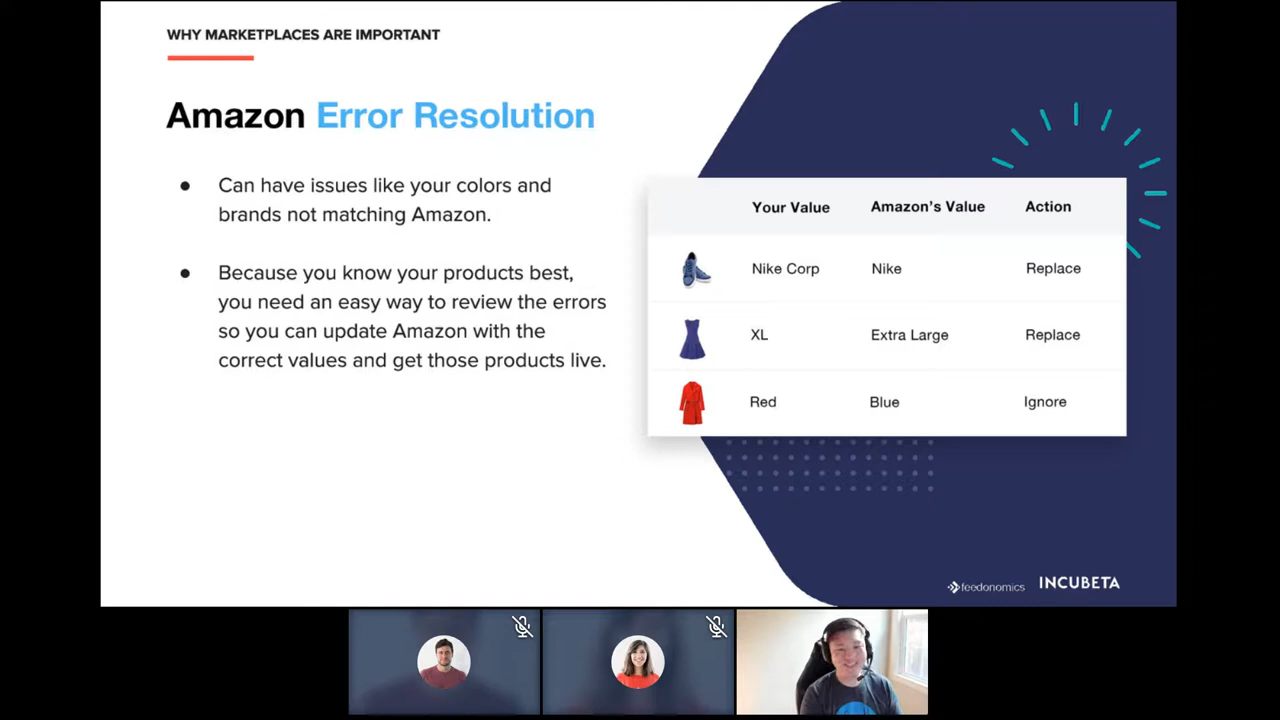 WHY MARKETPLACES ARE IMPORTANT
Amazon Error Resolution
● Can have issues like your colors and
brands not matching Amazon.
● Because you know your products best,
you need an easy way to review the errors
so you can update Amazon with the
correct values and get those products live.
Your Value Amazon's Value Action
Nike Corp Nike Replace
XL Extra Large Replace
Red Blue Ignore
feedonomics INCUBETA